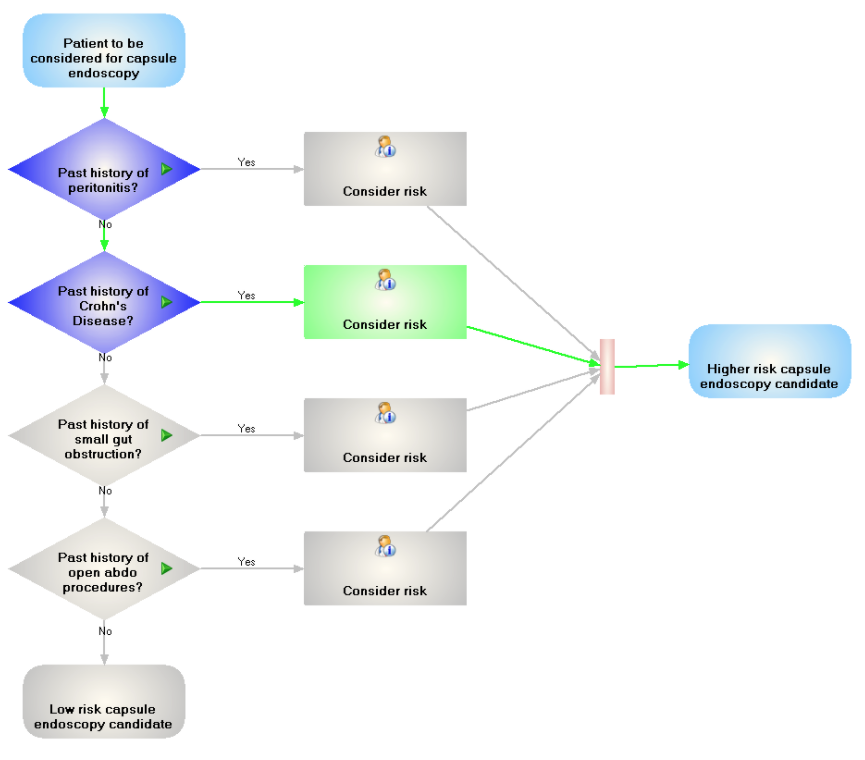 Patient to be
considered for capsule
endoscopy
Past history of
peritonitis?
Yes
Consider risk
No
Past history of
Crohn's
Disease?
Yes
Consider risk
Higher risk capsule
endoscopy candidate
No
Past history of
small gut
obstruction?
Yes
Consider risk
No
Past history of
open abdo
procedures?
Yes
Consider risk
No
Low risk capsule
endoscopy candidate